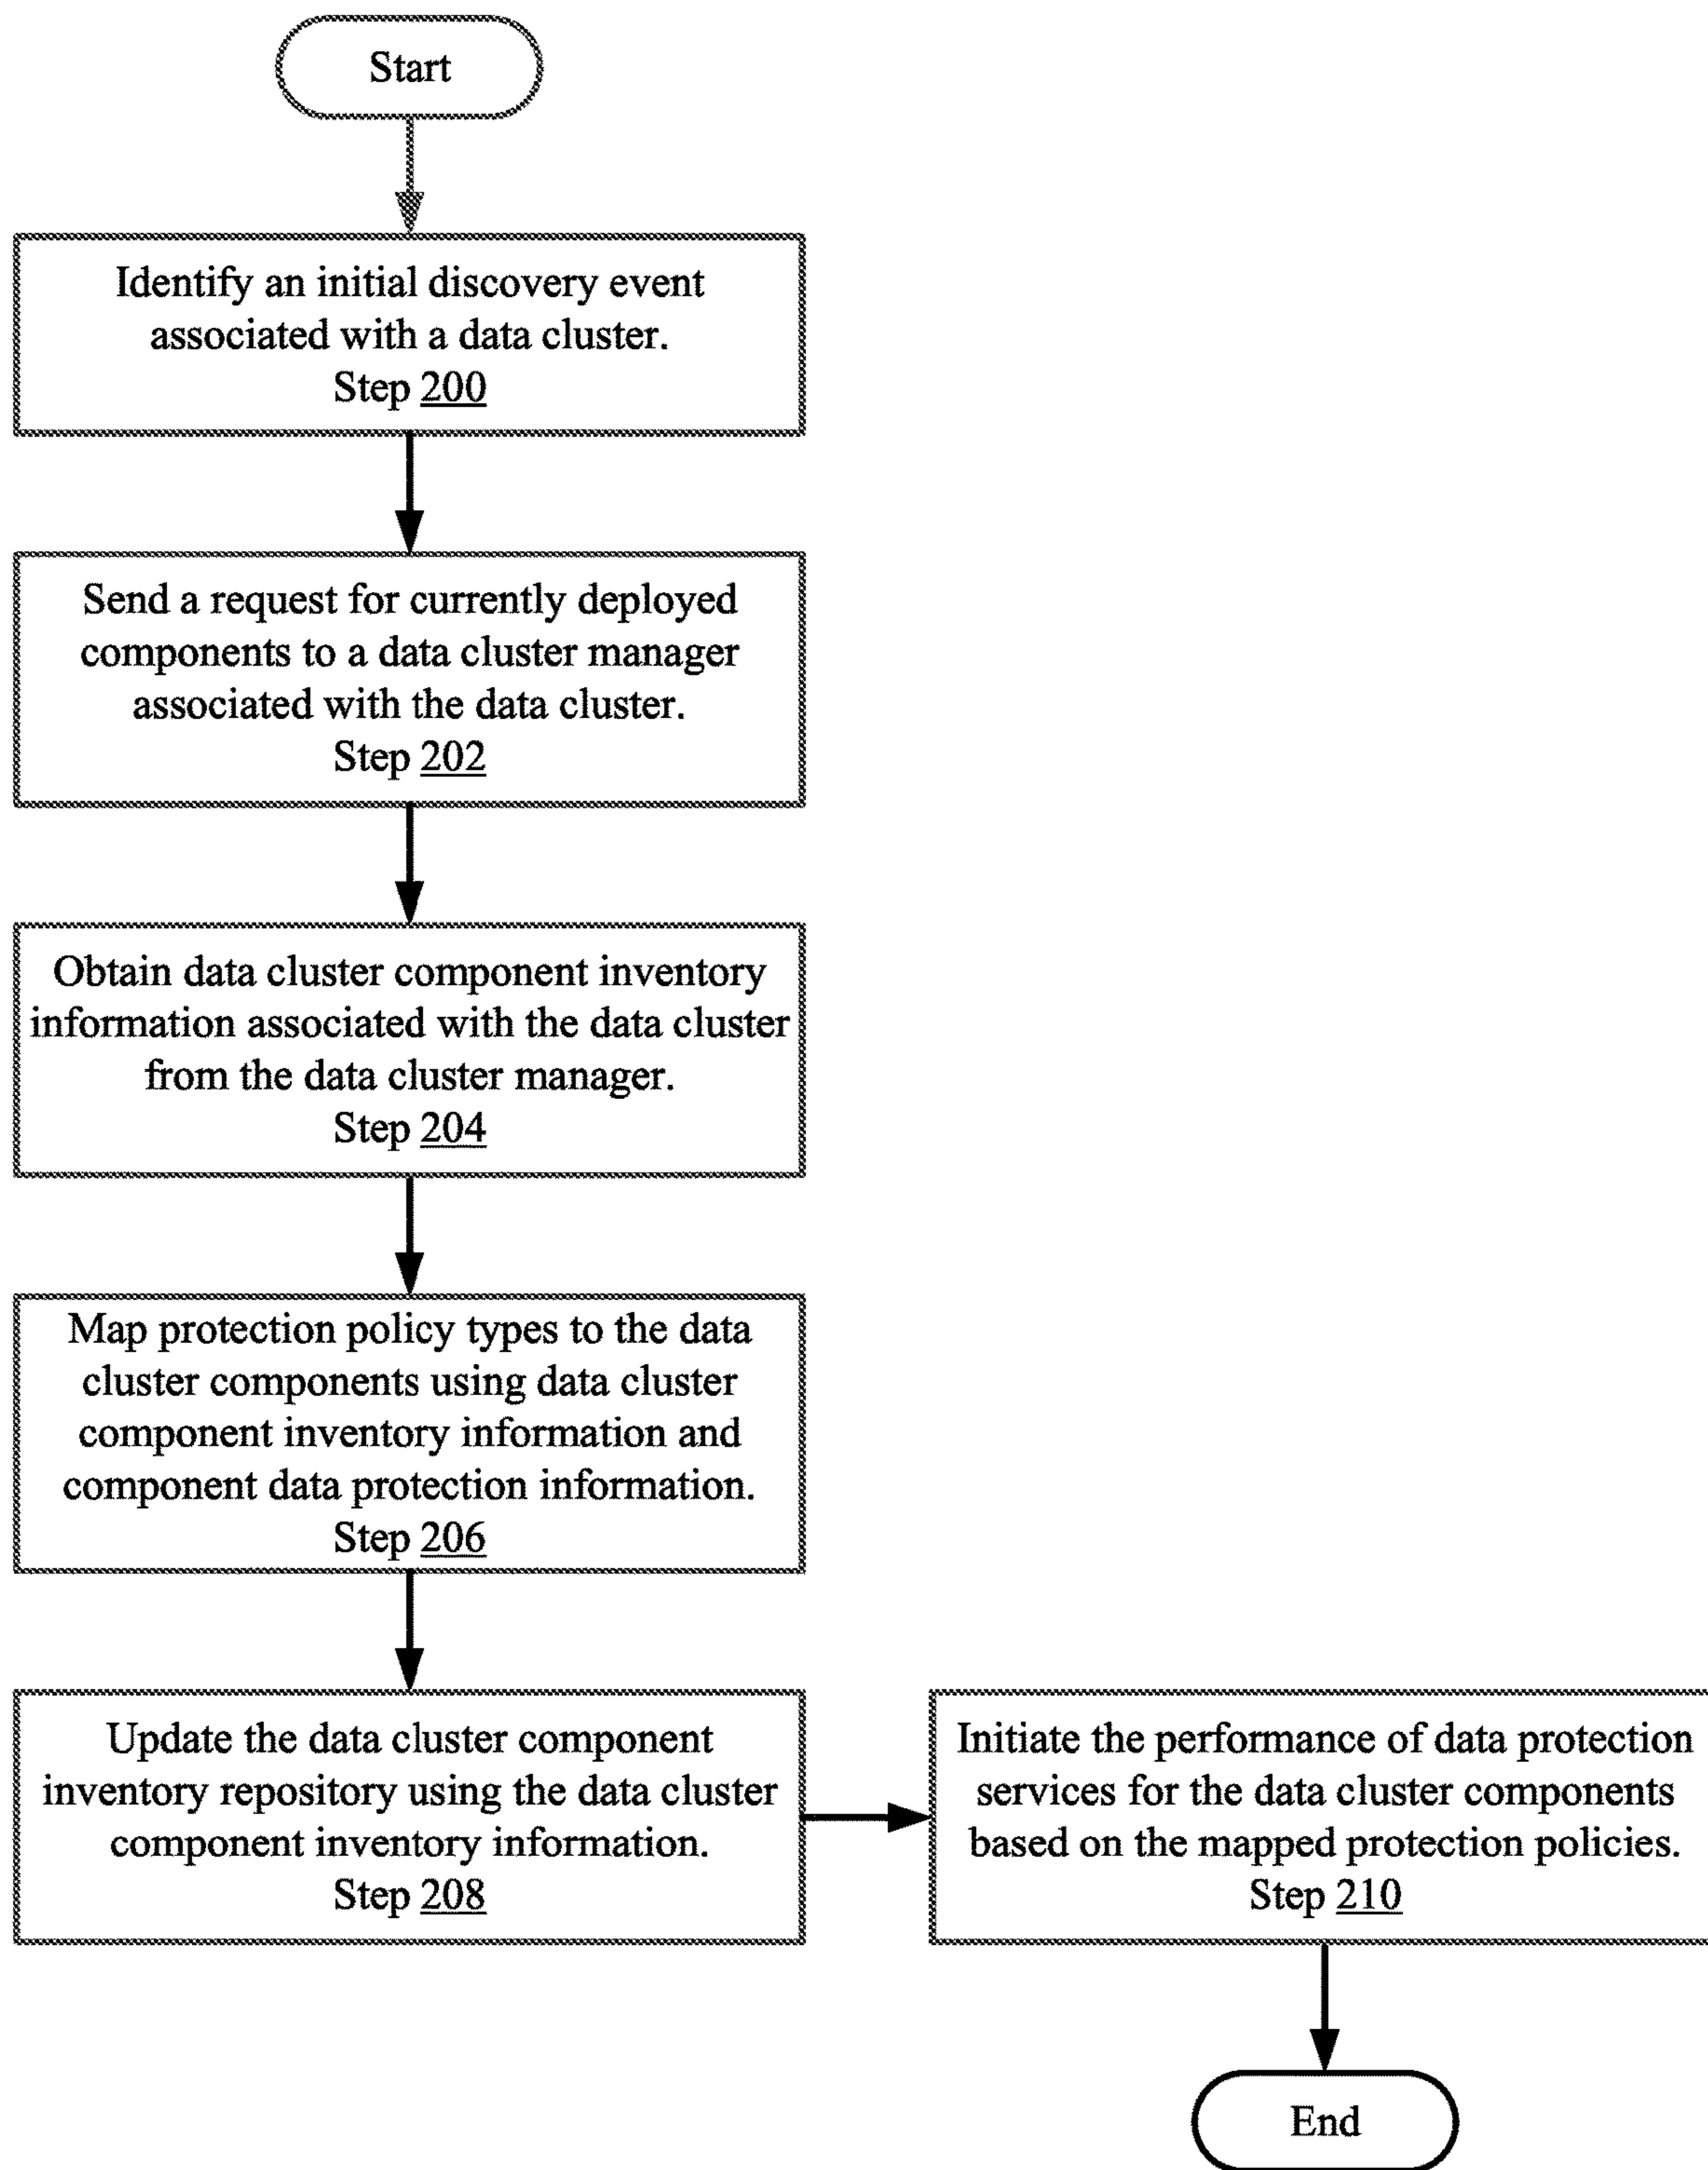 Start
Identify an initial discovery event
associated with a data cluster.
Step 200
Send a request for currently deployed
components to a data cluster manager
associated with the data cluster.
Step 202
Obtain data cluster component inventory
information associated with the data cluster
from the data cluster manager.
Step 204
Map protection policy types to the data
cluster components using data cluster
component inventory information and
component data protection information.
Step 206
Update the data cluster component
inventory repository using the data cluster
component inventory information.
Step 208
Initiate the performance of data protection
services for the data cluster components
based on the mapped protection policies.
Step 210
End